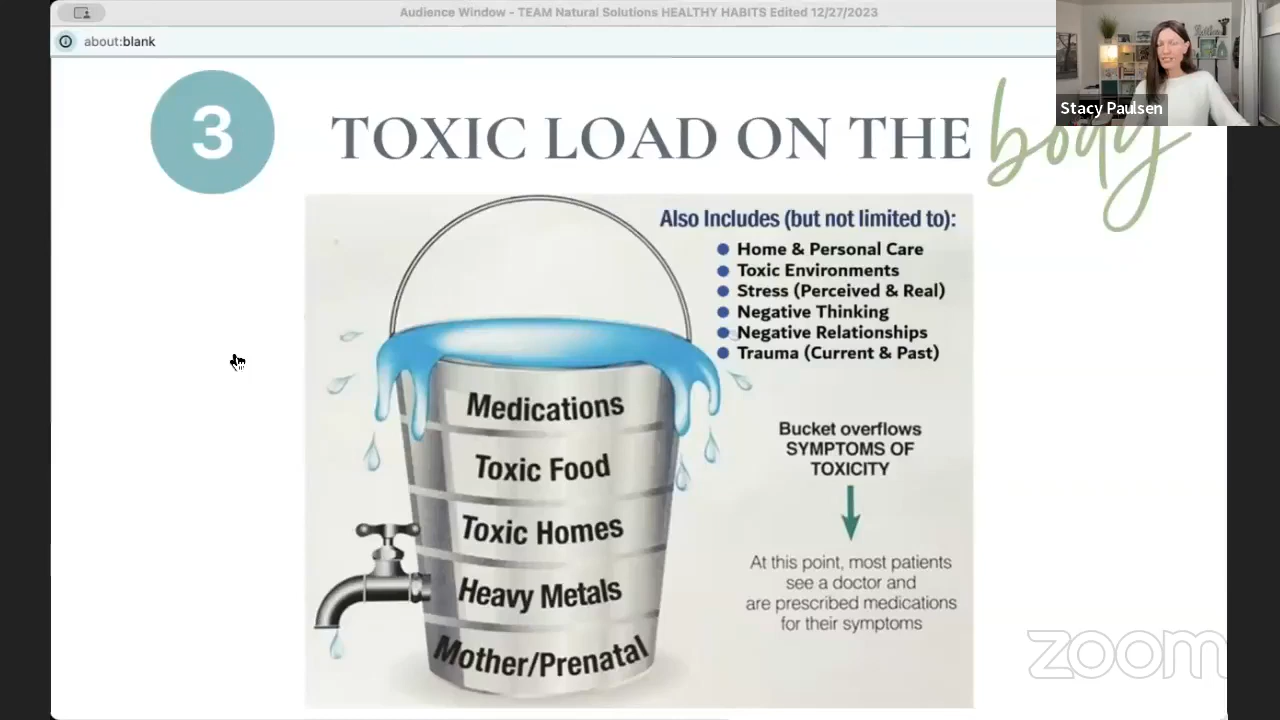 Audience Window - TEAM Natural Solutions HEALTHY HABITS Edited 12/27/2023
about:blank
Stacy Paulsen
3
TOXIC LOAD ON THE body
Also Includes (but not limited to):
Home & Personal Care
Toxic Environments
Stress (Perceived & Real)
Negative Thinking
Negative Relationships
Trauma (Current & Past)
Medications
Toxic Food
Toxic Homes
Heavy Metals
Mother/Prenatal
Bucket overflows
SYMPTOMS OF
TOXICITY
At this point, most patients
see a doctor and
are prescribed medications
for their symptoms
zoom